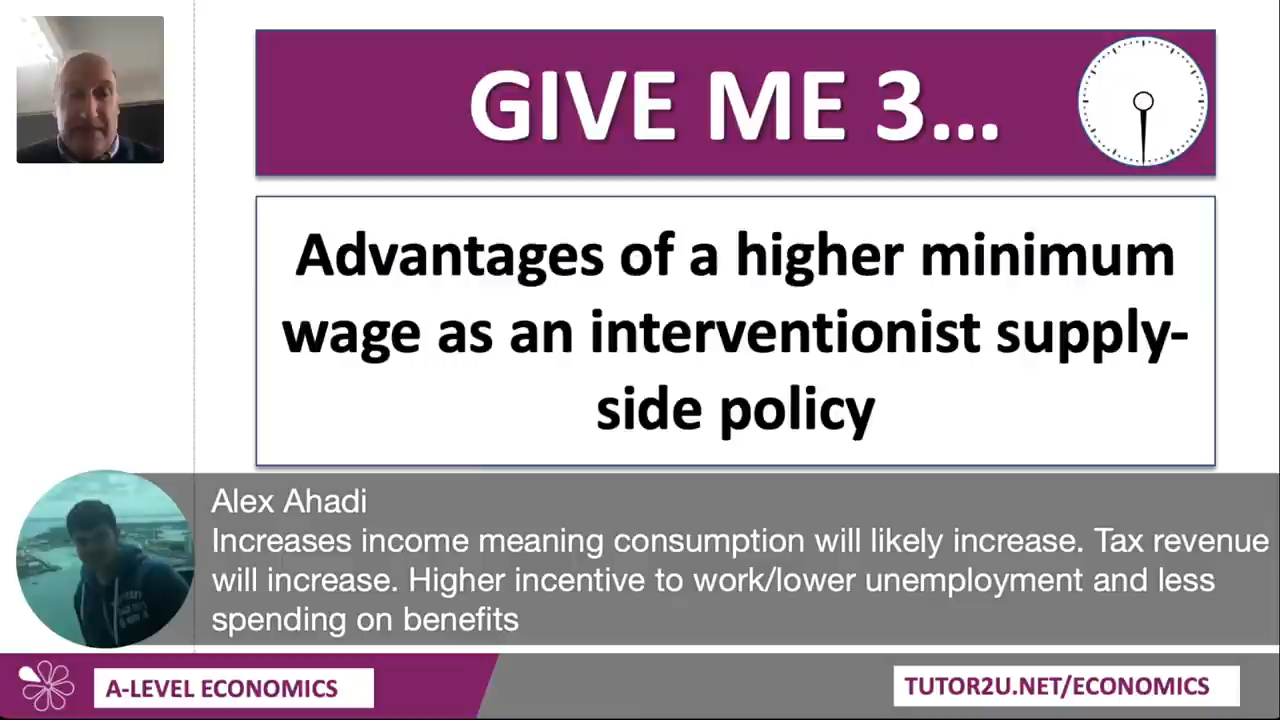 GIVE ME 3...
Advantages of a higher minimum
wage as an interventionist supply-
side policy
Alex Ahadi
Increases income meaning consumption will likely increase. Tax revenue
will increase. Higher incentive to work/lower unemployment and less
spending on benefits
A-LEVEL ECONOMICS
TUTOR2U.NET/ECONOMICS